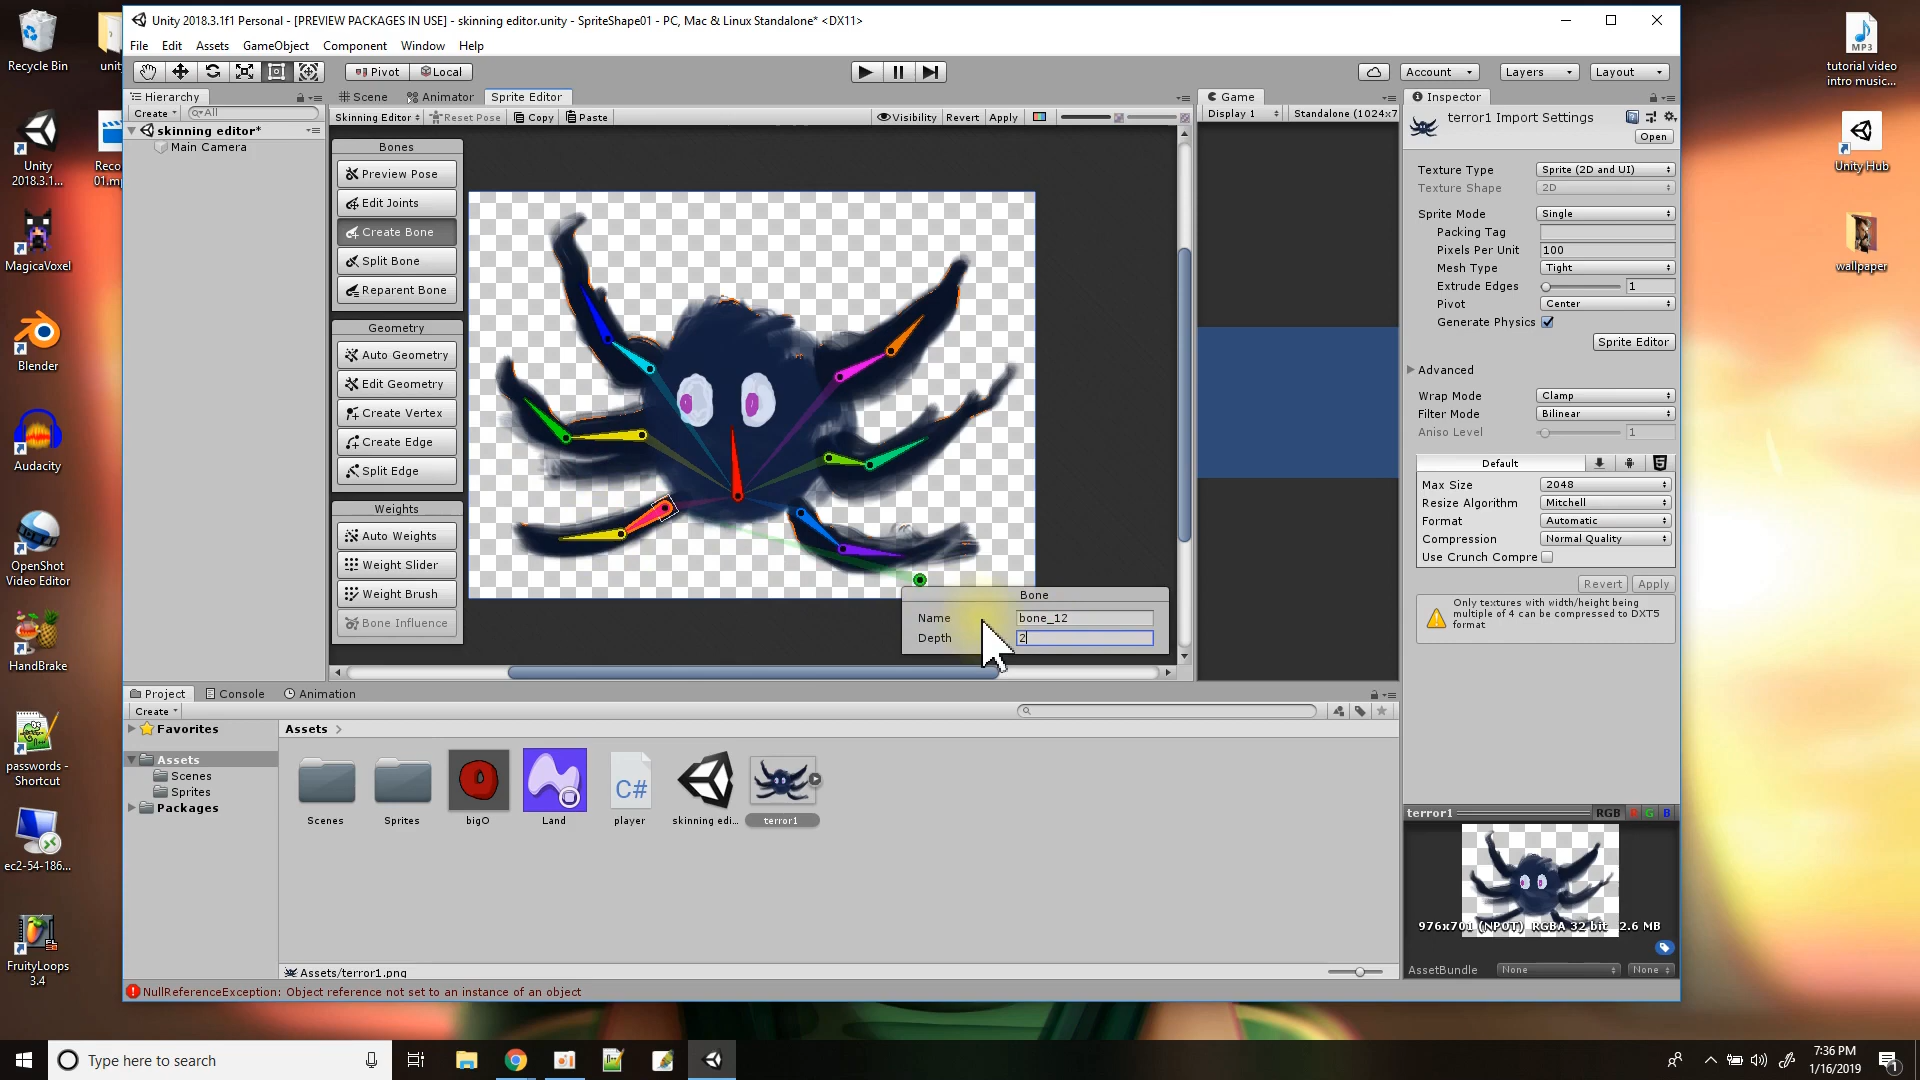 Unity 2018.3.1f1 Personal - [PREVIEW PACKAGES IN USE] - skinning editor.unity - SpriteShape01 - PC, Mac & Linux Standalone* <DX11>
File Edit Assets GameObject Component Window Help
Pivot Local
Account Layers Layout
Hierarchy
Create All
skinning editor*
Main Camera
Scene Animator Sprite Editor
Skinning Editor Reset Pose Copy Paste Visibility Revert Apply
Bones
Preview Pose
Edit Joints
Create Bone
Split Bone
Reparent Bone
Geometry
Auto Geometry
Edit Geometry
Create Vertex
Create Edge
Split Edge
Weights
Auto Weights
Weight Slider
Weight Brush
Bone Influence
Bone
Name bone_12
Depth 2
Game
Display 1 Standalone (1024x7
Inspector
terror1 Import Settings
Open
Texture Type Sprite (2D and UI)
Texture Shape 2D
Sprite Mode Single
Packing Tag
Pixels Per Unit 100
Mesh Type Tight
Extrude Edges 1
Pivot Center
Generate Physics
Sprite Editor
Advanced
Wrap Mode Clamp
Filter Mode Bilinear
Aniso Level 1
Default
Max Size 2048
Resize Algorithm Mitchell
Format Automatic
Compression Normal Quality
Use Crunch Compre
Revert Apply
Only textures with width/height being
multiple of 4 can be compressed to DXT5
format
terror1 RGB R G B
976x701 (NPOT) RGBA 32 bit 2.6 MB
AssetBundle None None
Project Console Animation
Create
Favorites
Assets
Scenes
Sprites
Packages
Assets
Scenes Sprites bigO Land player skinning edi... terror1
C#
Assets/terror1.png
NullReferenceException: Object reference not set to an instance of an object
Recycle Bin
unit
Unity
2018.3.1...
Reco
01.m
MagicaVoxel
Blender
Audacity
OpenShot
Video Editor
HandBrake
passwords -
Shortcut
ec2-54-186...
FruityLoops
3.4
MP3
tutorial video
intro music...
Unity Hub
wallpaper
Type here to search
7:36 PM
1/16/2019
1